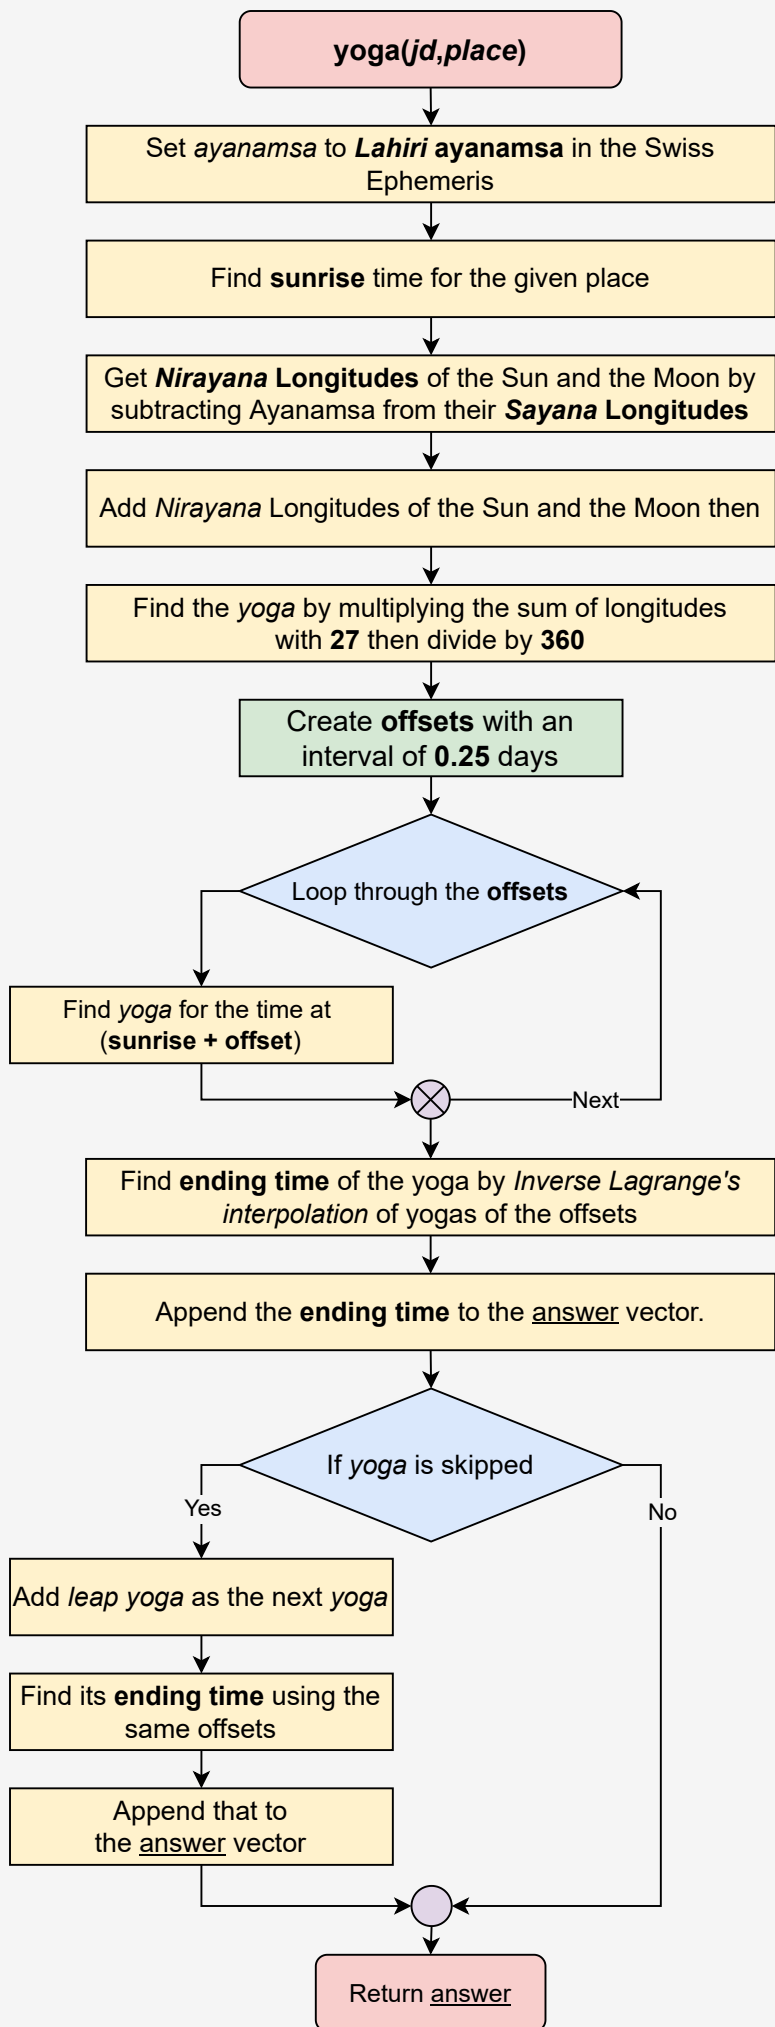 yoga(jd,place)
Set ayanamsa to Lahiri ayanamsa in the Swiss
Ephemeris
Find sunrise time for the given place
Get Nirayana Longitudes of the Sun and the Moon by
subtracting Ayanamsa from their Sayana Longitudes
Add Nirayana Longitudes of the Sun and the Moon then
Find the yoga by multiplying the sum of longitudes
with 27 then divide by 360
Create offsets with an
interval of 0.25 days
Loop through the offsets
Find yoga for the time at
(sunrise + offset)
Next
Find ending time of the yoga by Inverse Lagrange's
interpolation of yogas of the offsets
Append the ending time to the answer vector.
If yoga is skipped
Yes
No
Add leap yoga as the next yoga
Find its ending time using the
same offsets
Append that to
the answer vector
Return answer